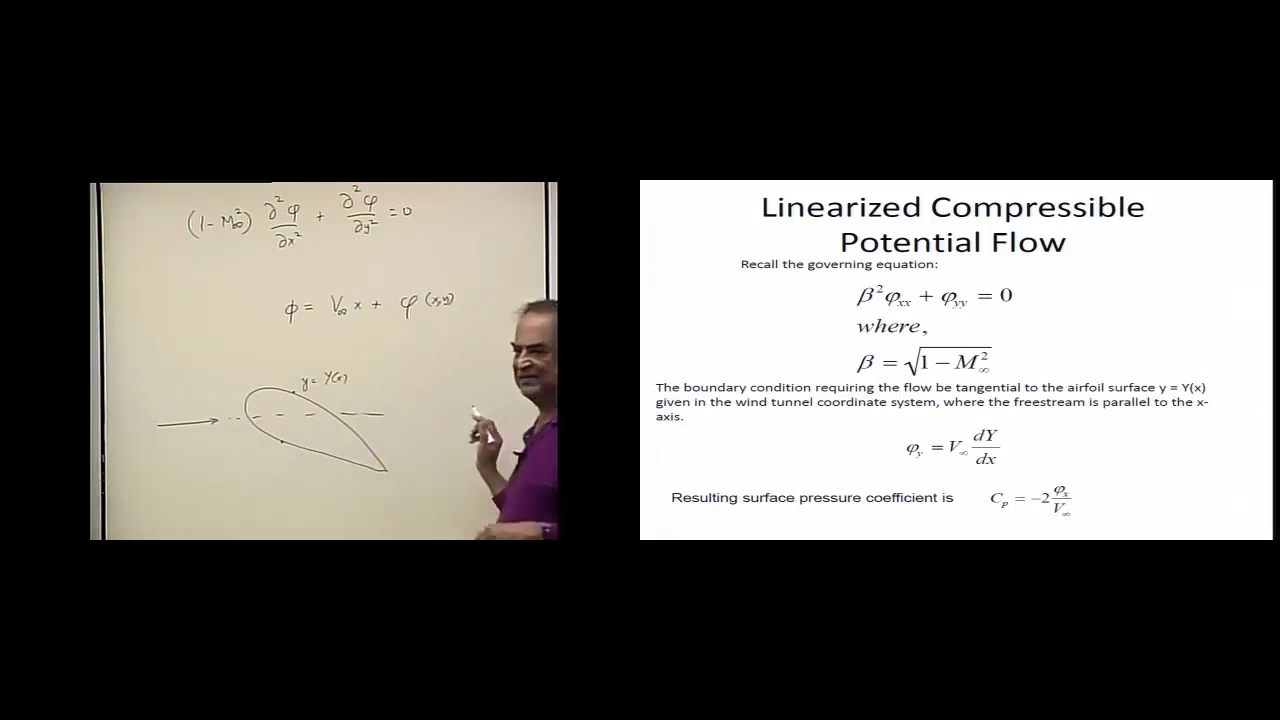 (1-M∞²) ∂²φ/∂x² + ∂²φ/∂y² = 0
ϕ = V∞ x + φ(x,y)
y = Y(x)
Linearized Compressible
Potential Flow
Recall the governing equation:
β²φxx + φyy = 0
where,
β = √(1 − M∞²)
The boundary condition requiring the flow be tangential to the airfoil surface y = Y(x)
given in the wind tunnel coordinate system, where the freestream is parallel to the x-
axis.
φy = V∞ dY/dx
Resulting surface pressure coefficient is Cp = −2 φx/V∞